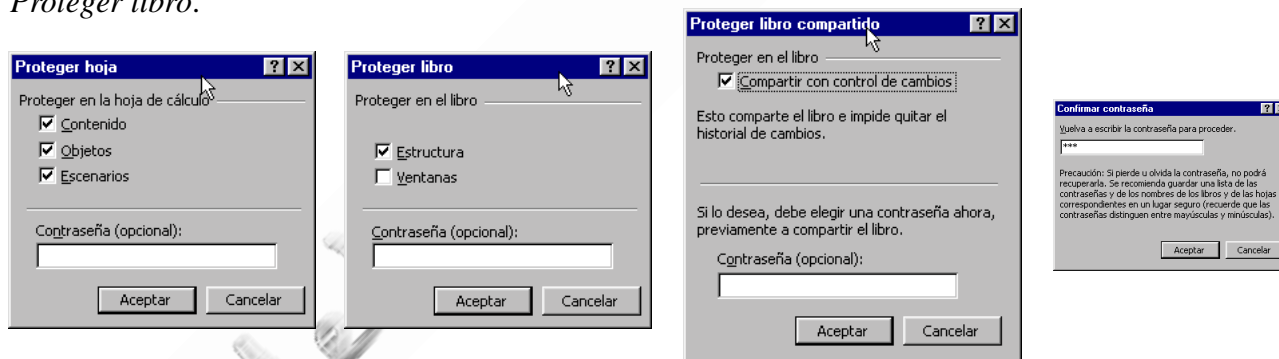 Proteger libro.
Proteger hoja
Proteger en la hoja de cálculo
Contenido
Objetos
Escenarios
Contraseña (opcional):
Aceptar Cancelar
Proteger libro
Proteger en el libro
Estructura
Ventanas
Contraseña (opcional):
Aceptar Cancelar
Proteger libro compartido
Proteger en el libro
Compartir con control de cambios
Esto comparte el libro e impide quitar el
historial de cambios.
Si lo desea, debe elegir una contraseña ahora,
previamente a compartir el libro.
Contraseña (opcional):
Aceptar Cancelar
Confirmar contraseña
Vuelva a escribir la contraseña para proceder.
***
Precaución: Si pierde u olvida la contraseña, no podrá
recuperarla. Se recomienda guardar una lista de las
contraseñas y de los nombres de los libros y de las hojas
correspondientes en un lugar seguro (recuerde que las
contraseñas distinguen entre mayúsculas y minúsculas).
Aceptar Cancelar